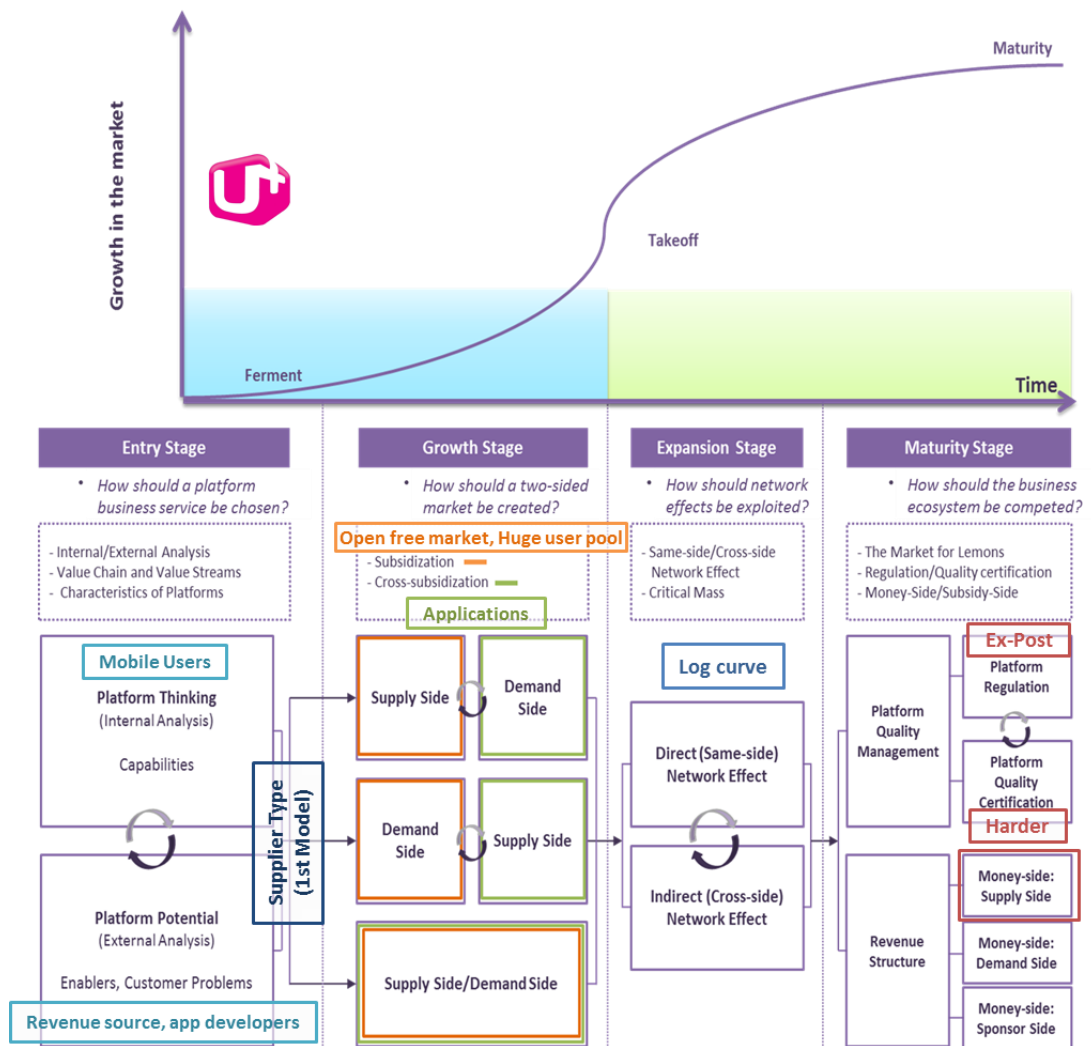 Growth in the market
Maturity
U+
Takeoff
Ferment
Time
Entry Stage
• How should a platform
business service be chosen?
- Internal/External Analysis
- Value Chain and Value Streams
- Characteristics of Platforms
Growth Stage
• How should a two-sided
market be created?
Open free market, Huge user pool
- Subsidization
- Cross-subsidization
Applications
Expansion Stage
• How should network
effects be exploited?
- Same-side/Cross-side
Network Effect
- Critical Mass
Maturity Stage
• How should the business
ecosystem be competed?
- The Market for Lemons
- Regulation/Quality certification
- Money-Side/Subsidy-Side
Mobile Users
Platform Thinking
(Internal Analysis)
Capabilities
Platform Potential
(External Analysis)
Enablers, Customer Problems
Revenue source, app developers
Supplier Type
(1st Model)
Supply Side
Demand
Side
Demand
Side
Supply Side
Supply Side/Demand Side
Log curve
Direct (Same-side)
Network Effect
Indirect (Cross-side)
Network Effect
Platform
Quality
Management
Ex-Post
Platform
Regulation
Platform
Quality
Certification
Harder
Revenue
Structure
Money-side:
Supply Side
Money-side:
Demand Side
Money-side:
Sponsor Side